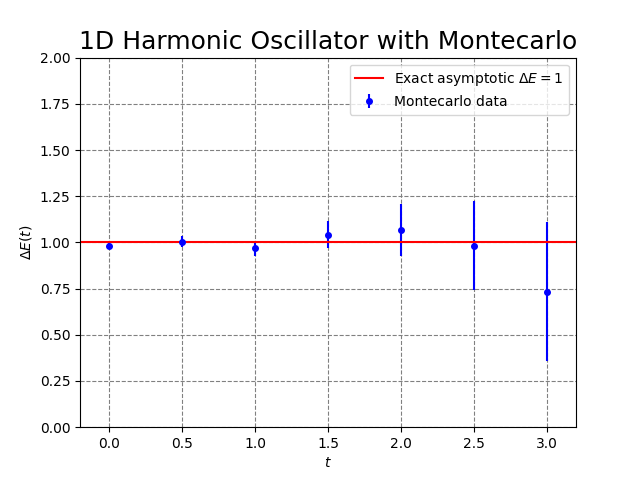 1D Harmonic Oscillator with Montecarlo
Exact asymptotic ΔE = 1
Montecarlo data
2.00
1.75
1.50
1.25
1.00
0.75
0.50
0.25
0.00
ΔE(t)
0.0 0.5 1.0 1.5 2.0 2.5 3.0
t